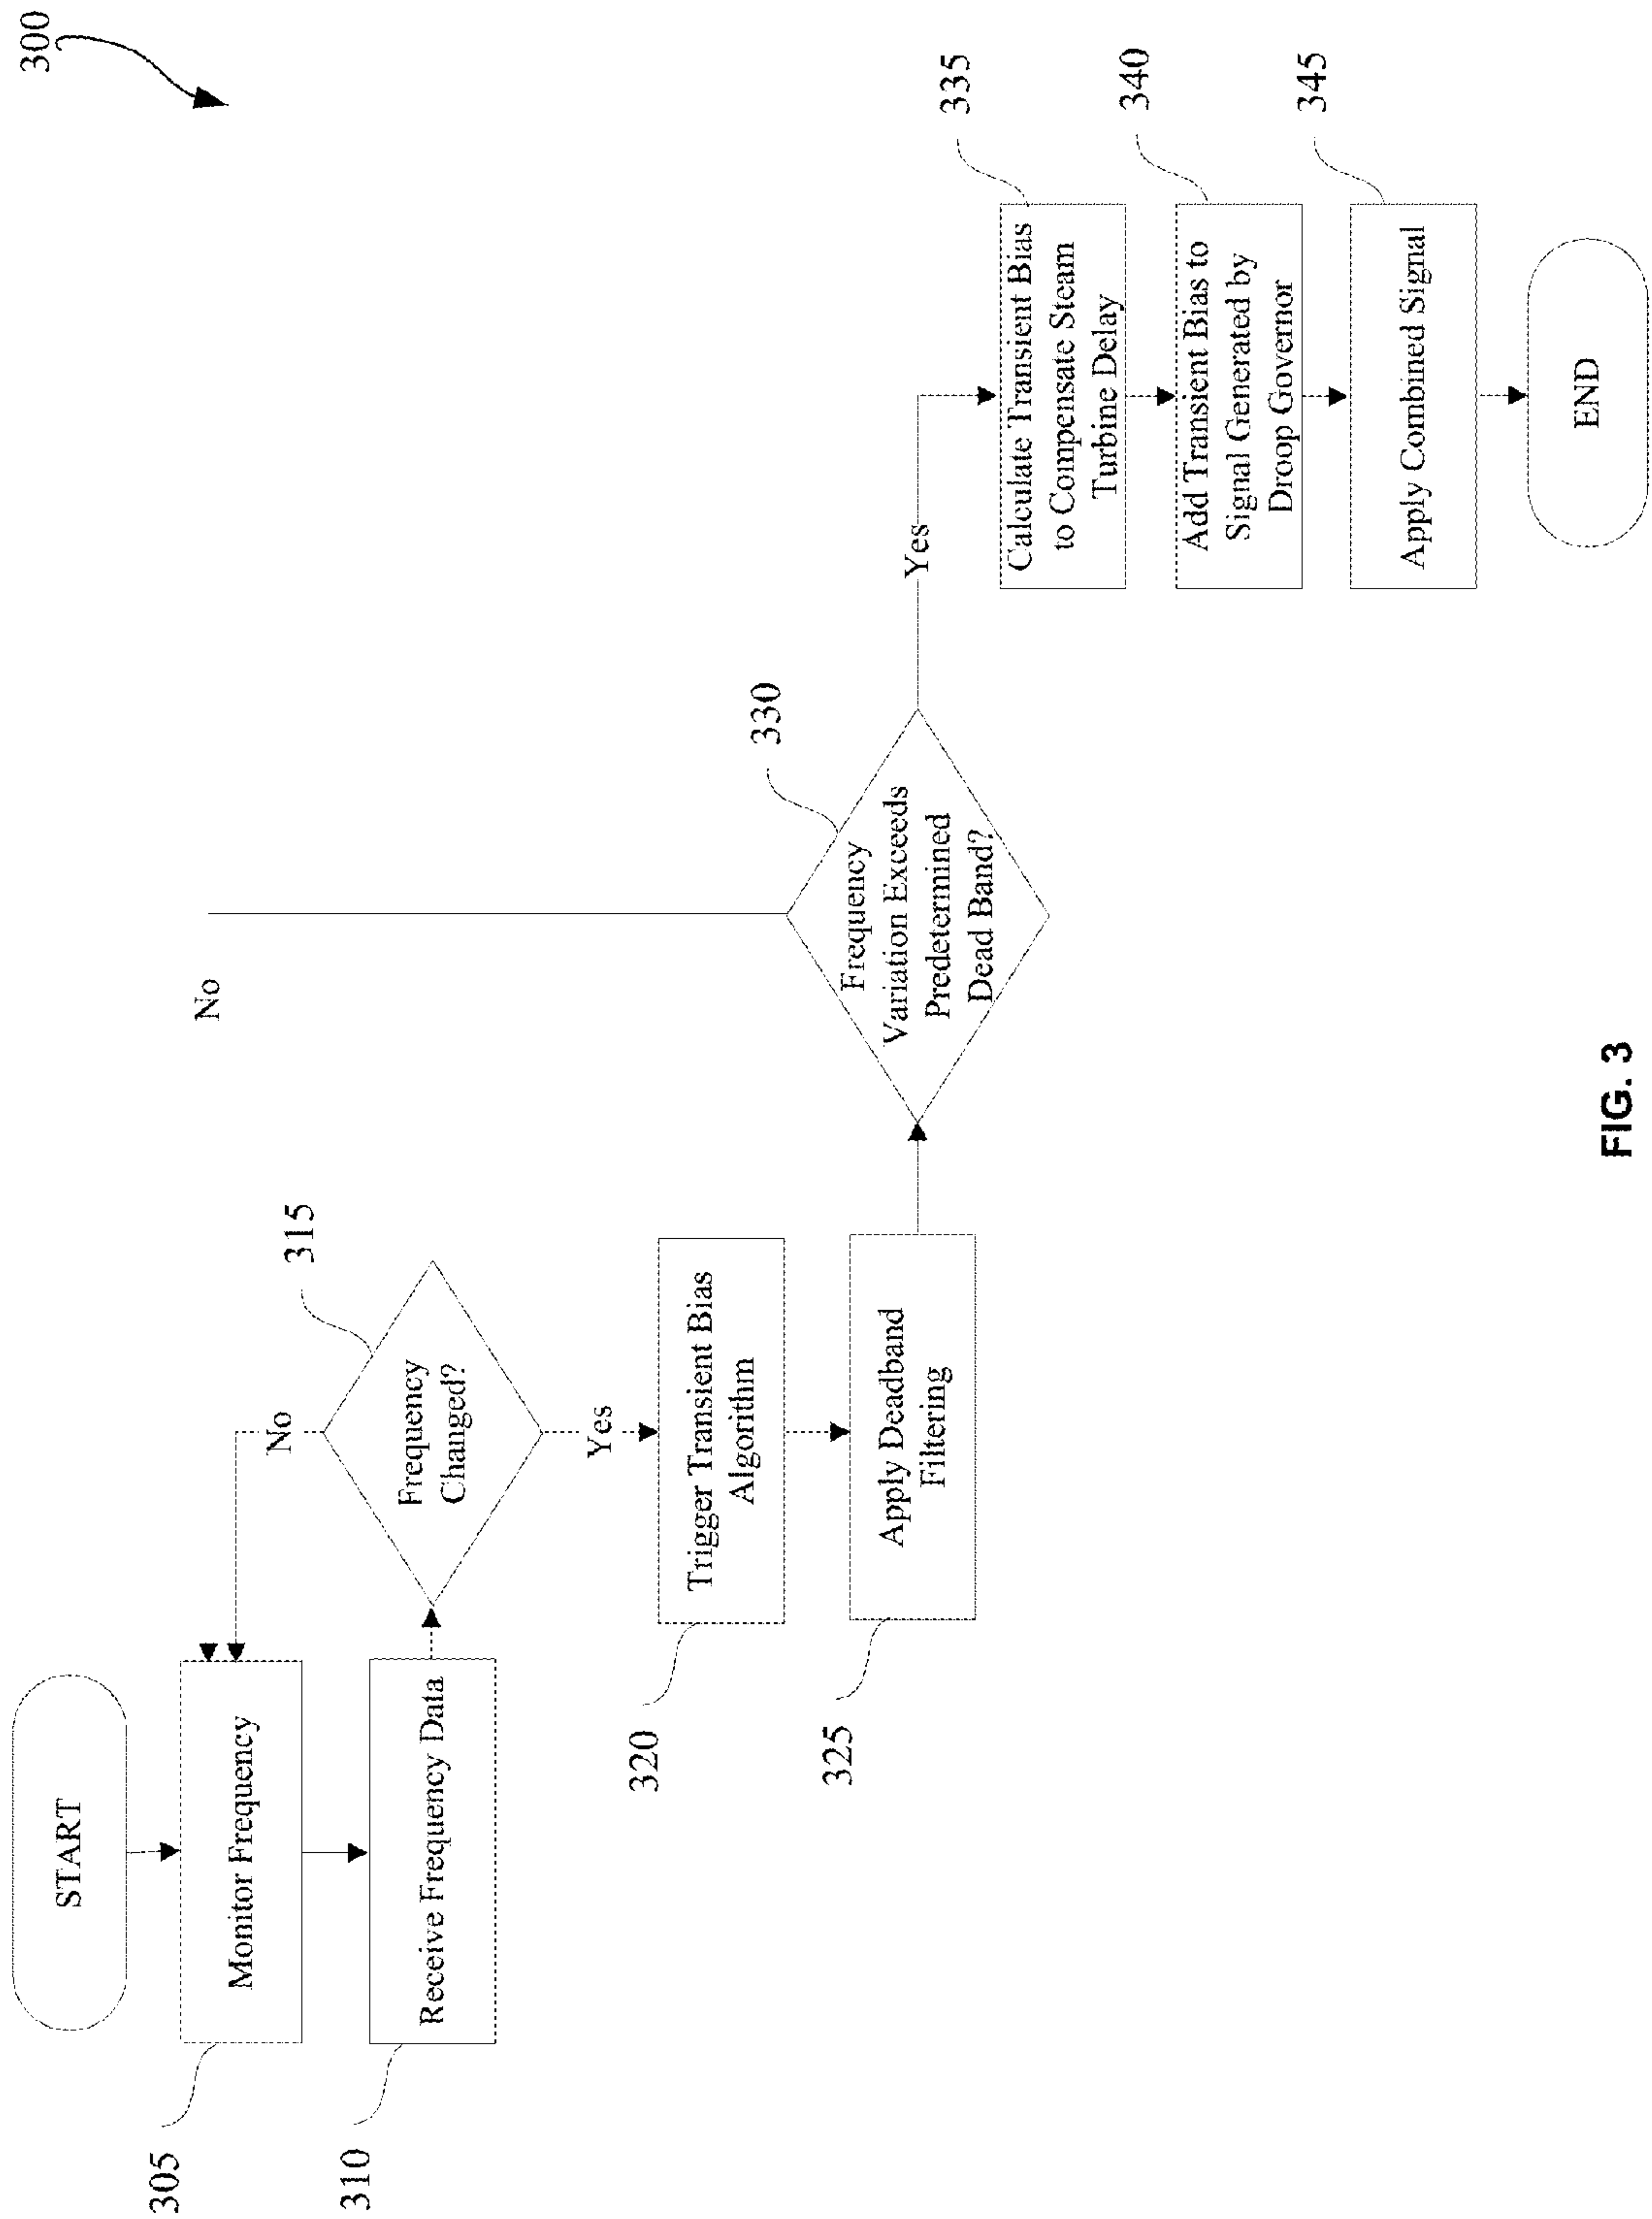 300
START
305
Monitor Frequency
310
Receive Frequency Data
No
315
Frequency
Changed?
Yes
320
Trigger Transient Bias
Algorithm
325
Apply Deadband
Filtering
No
330
Frequency
Variation Exceeds
Predetermined
Dead Band?
Yes
335
Calculate Transient Bias
to Compensate Steam
Turbine Delay
340
Add Transient Bias to
Signal Generated by
Droop Governor
345
Apply Combined Signal
END
FIG. 3